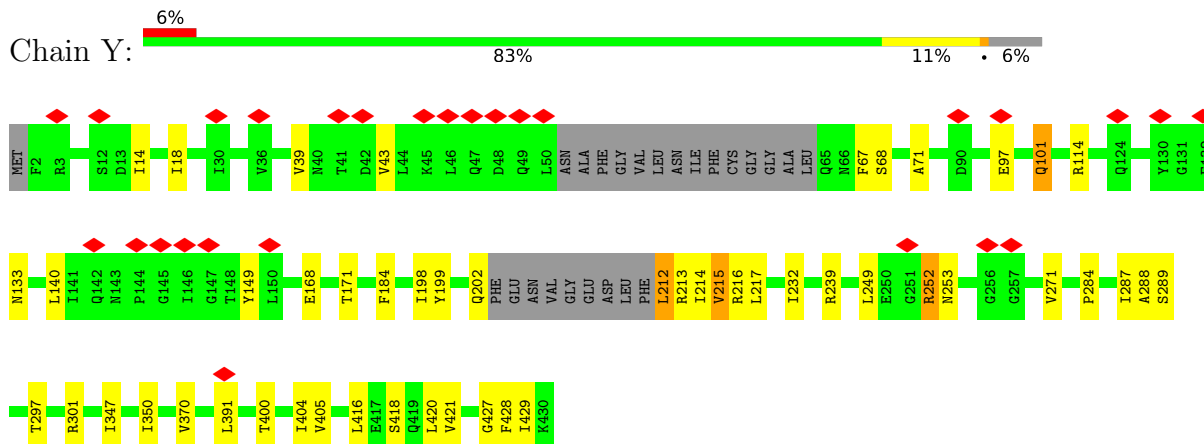 6%
Chain Y:
83% 11% • 6%
MET F2 R3 S12 D13 I14 I18 I30 V36 V39 N40 T41 D42 V43 L44 K45 L46 Q47 D48 Q49 L50 ASN ALA PHE GLY VAL LEU ASN ILE PHE CYS GLY GLY ALA LEU Q65 N66 F67 S68 A71 D90 E97 Q101 R114 Q124 Y130 G131
N133 L140 I141 Q142 N143 P144 G145 I146 G147 T148 Y149 L150 E168 T171 F184 I198 Y199 Q202 PHE GLU ASN VAL GLY GLU ASP LEU PHE L212 R213 I214 V215 R216 L217 I232 R239 L249 E250 G251 R252 N253 G256 G257 V271 P284 I287 A288 S289
T297 R301 I347 I350 V370 L391 T400 I404 V405 L416 E417 S418 Q419 L420 V421 G427 F428 I429 K430